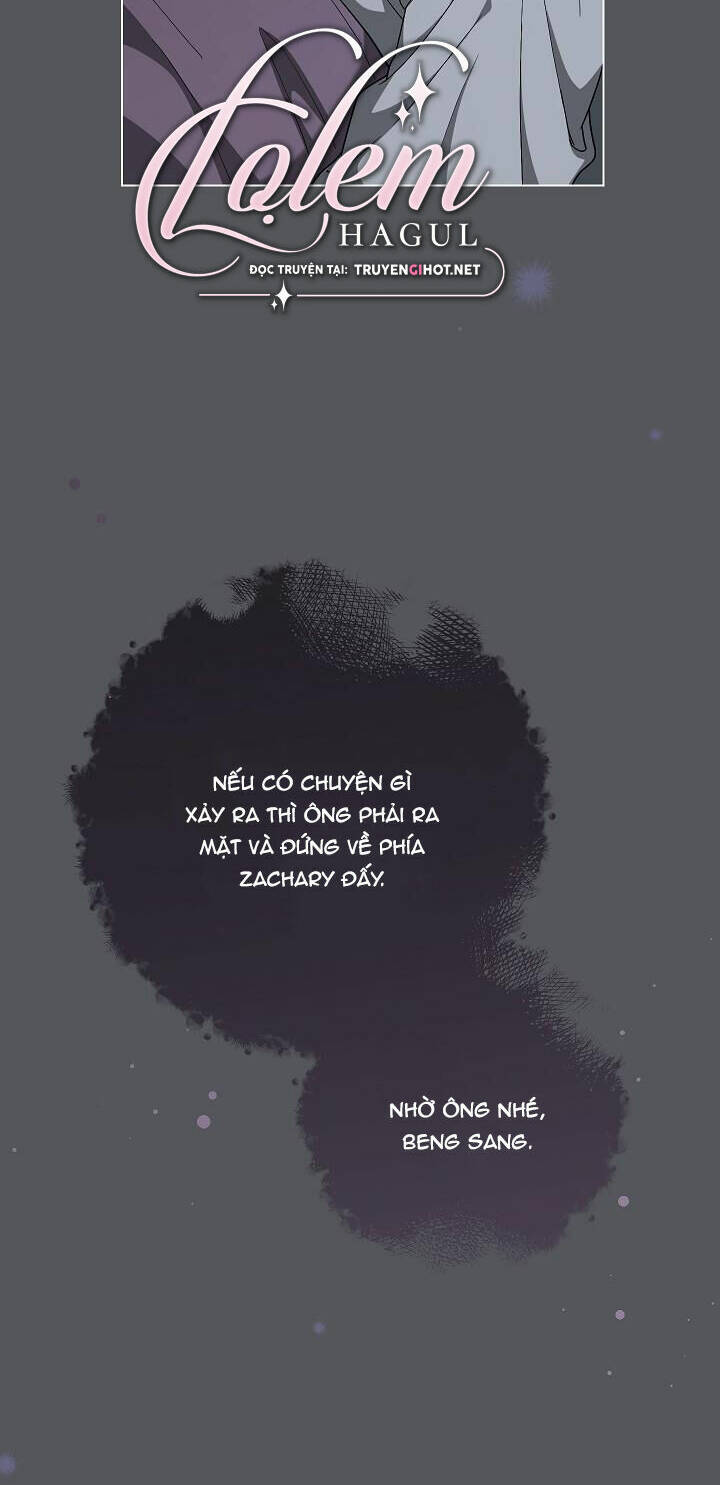 Lọlem
HAGUL
ĐỌC TRUYỆN TẠI: TRUYENGIHOT.NET
NẾU CÓ CHUYỆN GÌ
XẢY RA THÌ ÔNG PHẢI RA
MẶT VÀ ĐỨNG VỀ PHÍA
ZACHARY ĐẤY.
NHỜ ÔNG NHÉ,
BENG SANG.